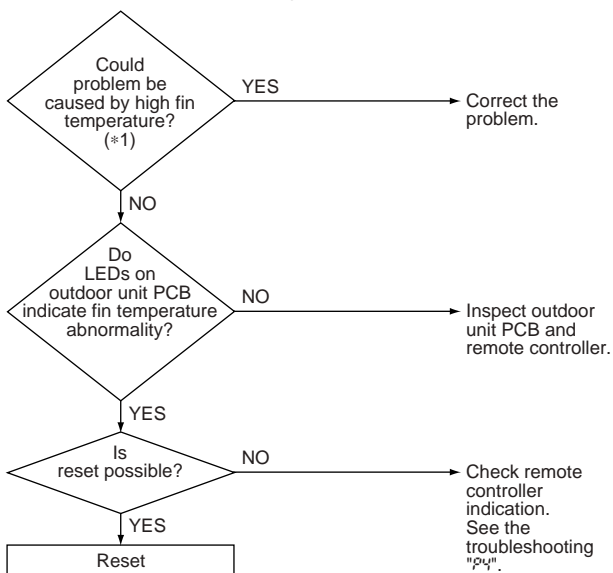 Could
problem be
caused by high fin
temperature?
(*1)
YES
Correct the
problem.
NO
Do
LEDs on
outdoor unit PCB
indicate fin temperature
abnormality?
NO
Inspect outdoor
unit PCB and
remote controller.
YES
Is
reset possible?
NO
Check remote
controller
indication.
See the
troubleshooting
"P4".
YES
Reset